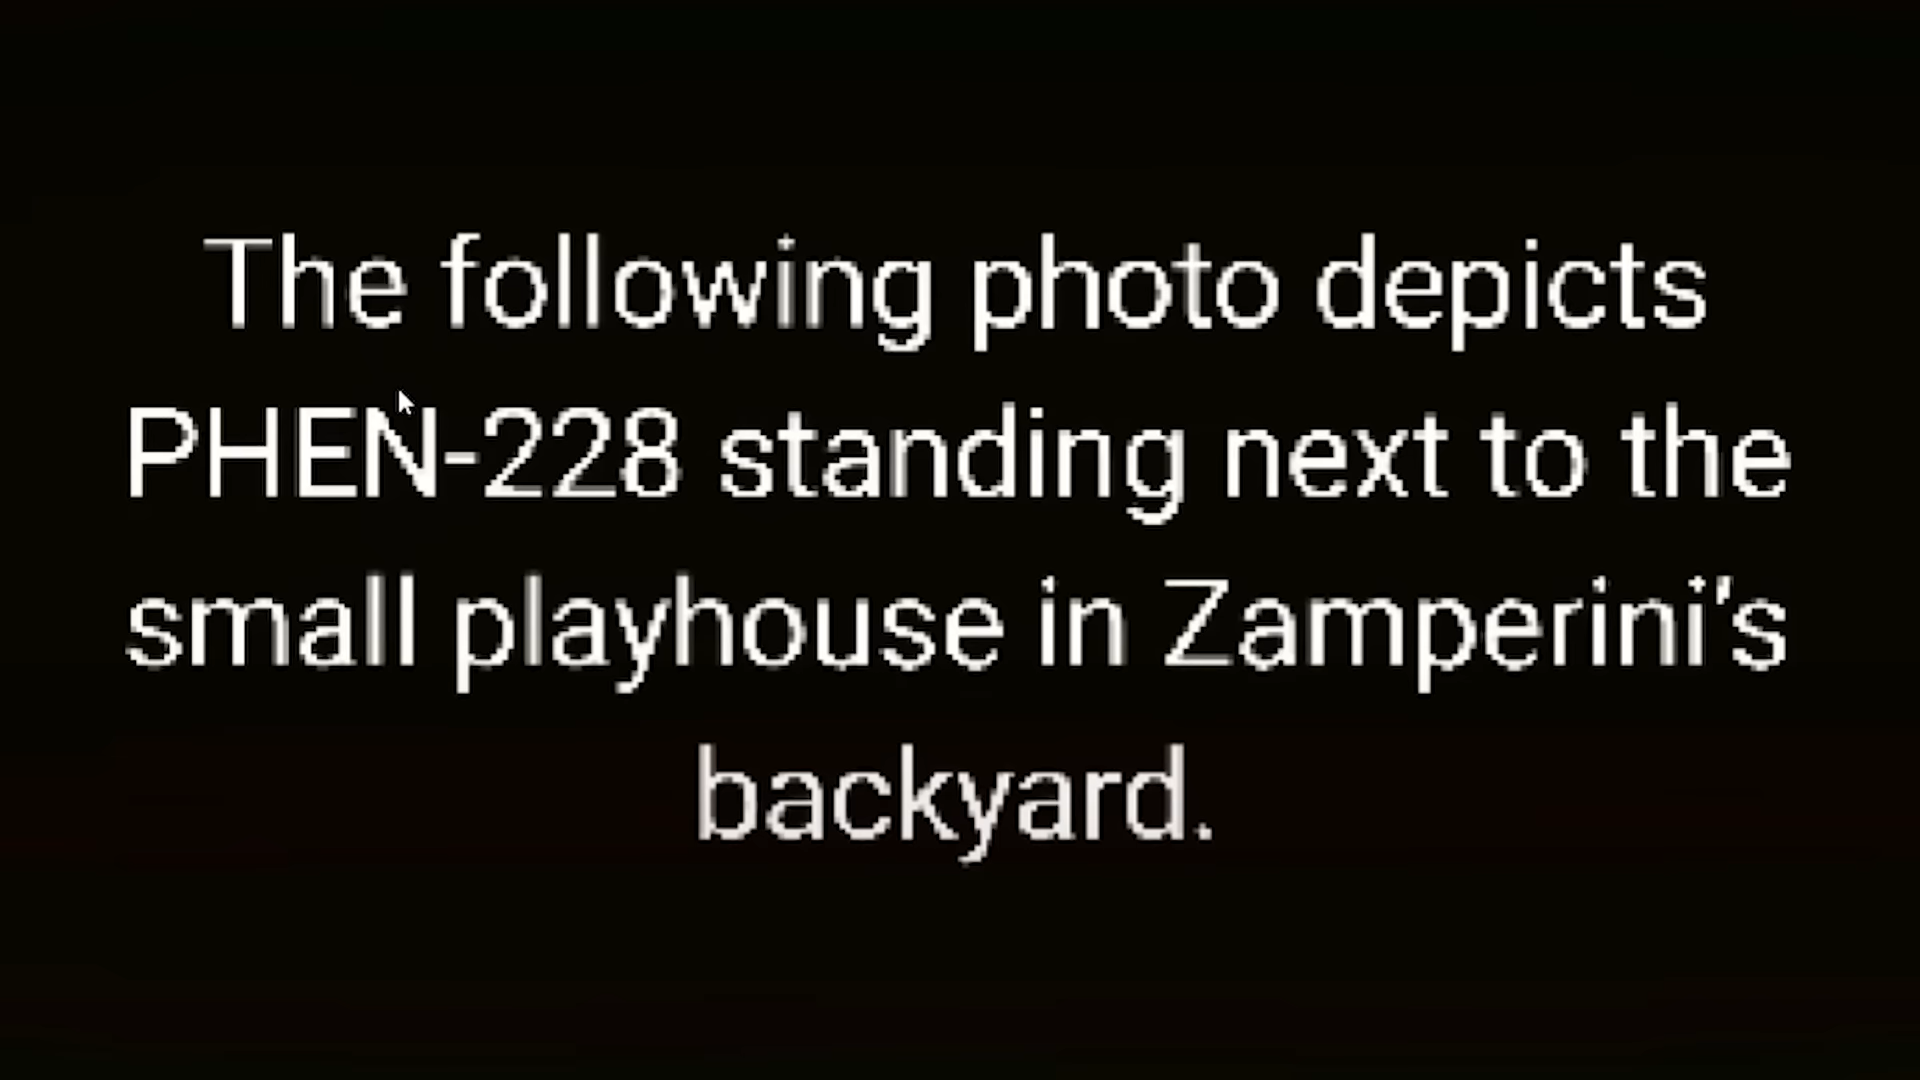 The following photo depicts
PHEN-228 standing next to the
small playhouse in Zamperini's
backyard.